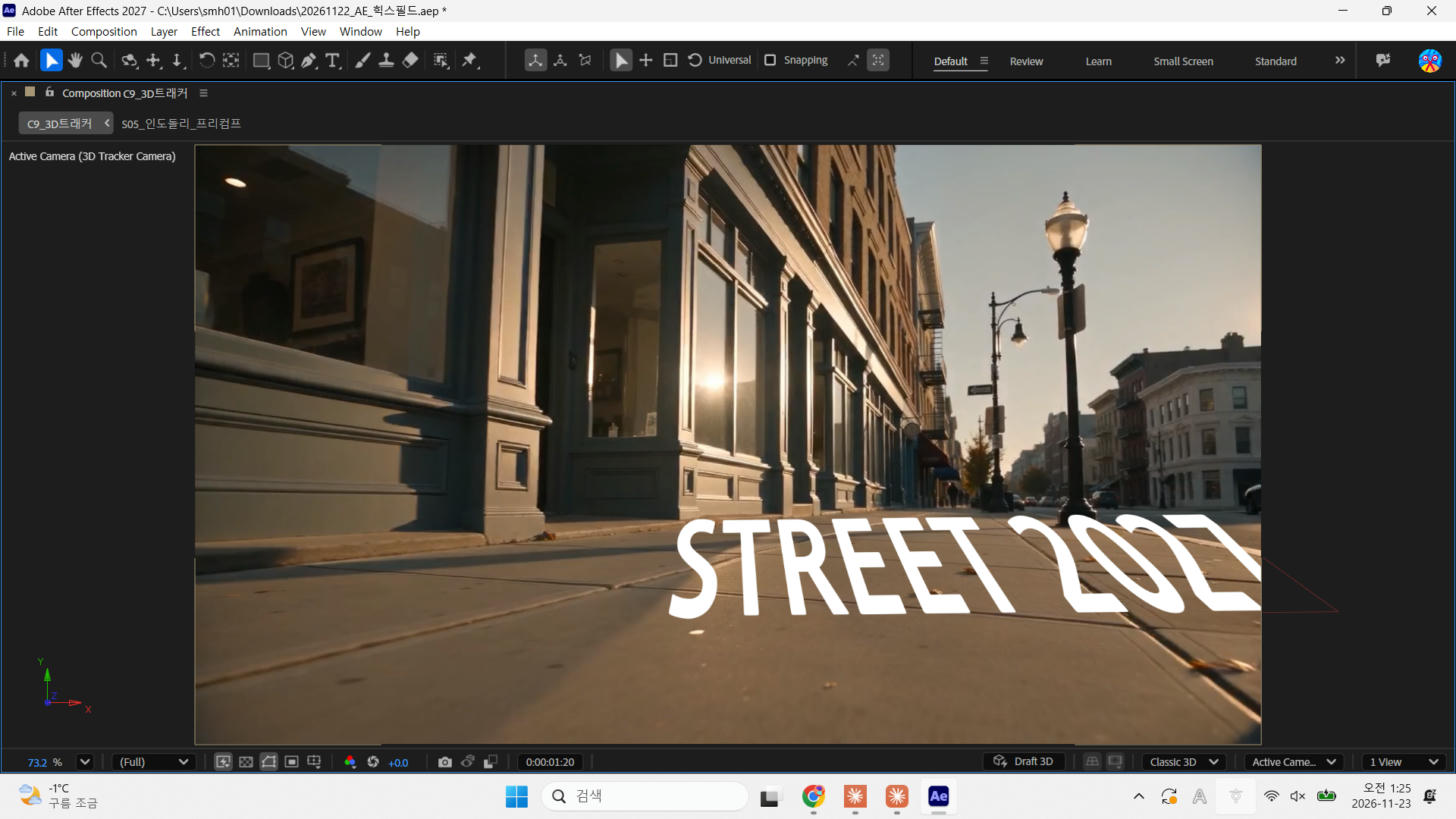 Adobe After Effects 2027 - C:\Users\smh01\Downloads\20261122_AE_힉스필드.aep *
File Edit Composition Layer Effect Animation View Window Help
Universal Snapping Default Review Learn Small Screen Standard
Composition C9_3D트래커
C9_3D트래커 S05_인도돌리_프리컴프
Active Camera (3D Tracker Camera)
STREET 2027
Y
Z
X
73.2 % (Full) +0.0 0:00:01:20 Draft 3D Classic 3D Active Came... 1 View
-1°C
구름 조금
검색
오전 1:25
2026-11-23